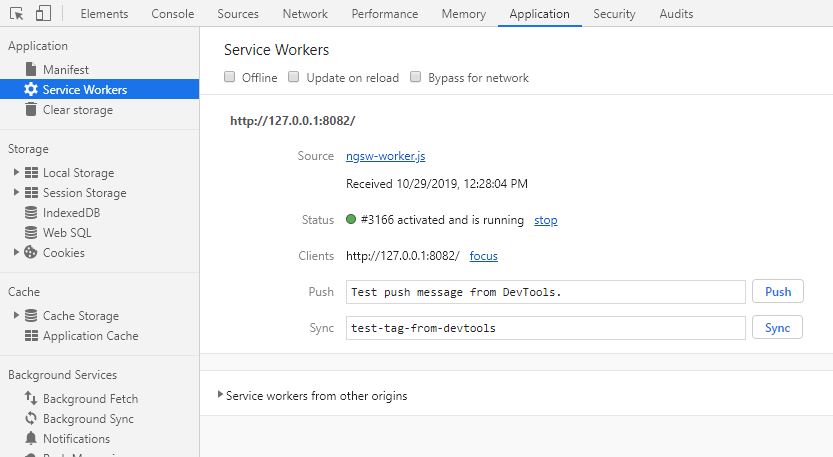 Elements Console Sources Network Performance Memory Application Security Audits
Application
Manifest
Service Workers
Clear storage
Storage
Local Storage
Session Storage
IndexedDB
Web SQL
Cookies
Cache
Cache Storage
Application Cache
Background Services
Background Fetch
Background Sync
Notifications
Service Workers
Offline Update on reload Bypass for network
http://127.0.0.1:8082/
Source ngsw-worker.js
Received 10/29/2019, 12:28:04 PM
Status #3166 activated and is running stop
Clients http://127.0.0.1:8082/ focus
Push Test push message from DevTools. Push
Sync test-tag-from-devtools Sync
Service workers from other origins